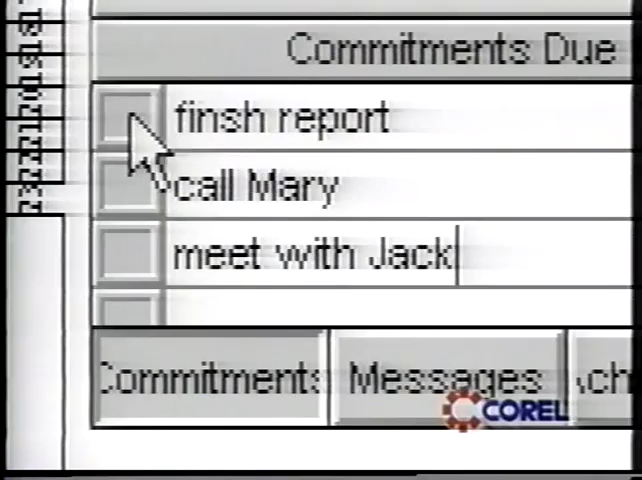 Commitments Due
finsh report
call Mary
meet with Jack
Commitments Messages
COREL